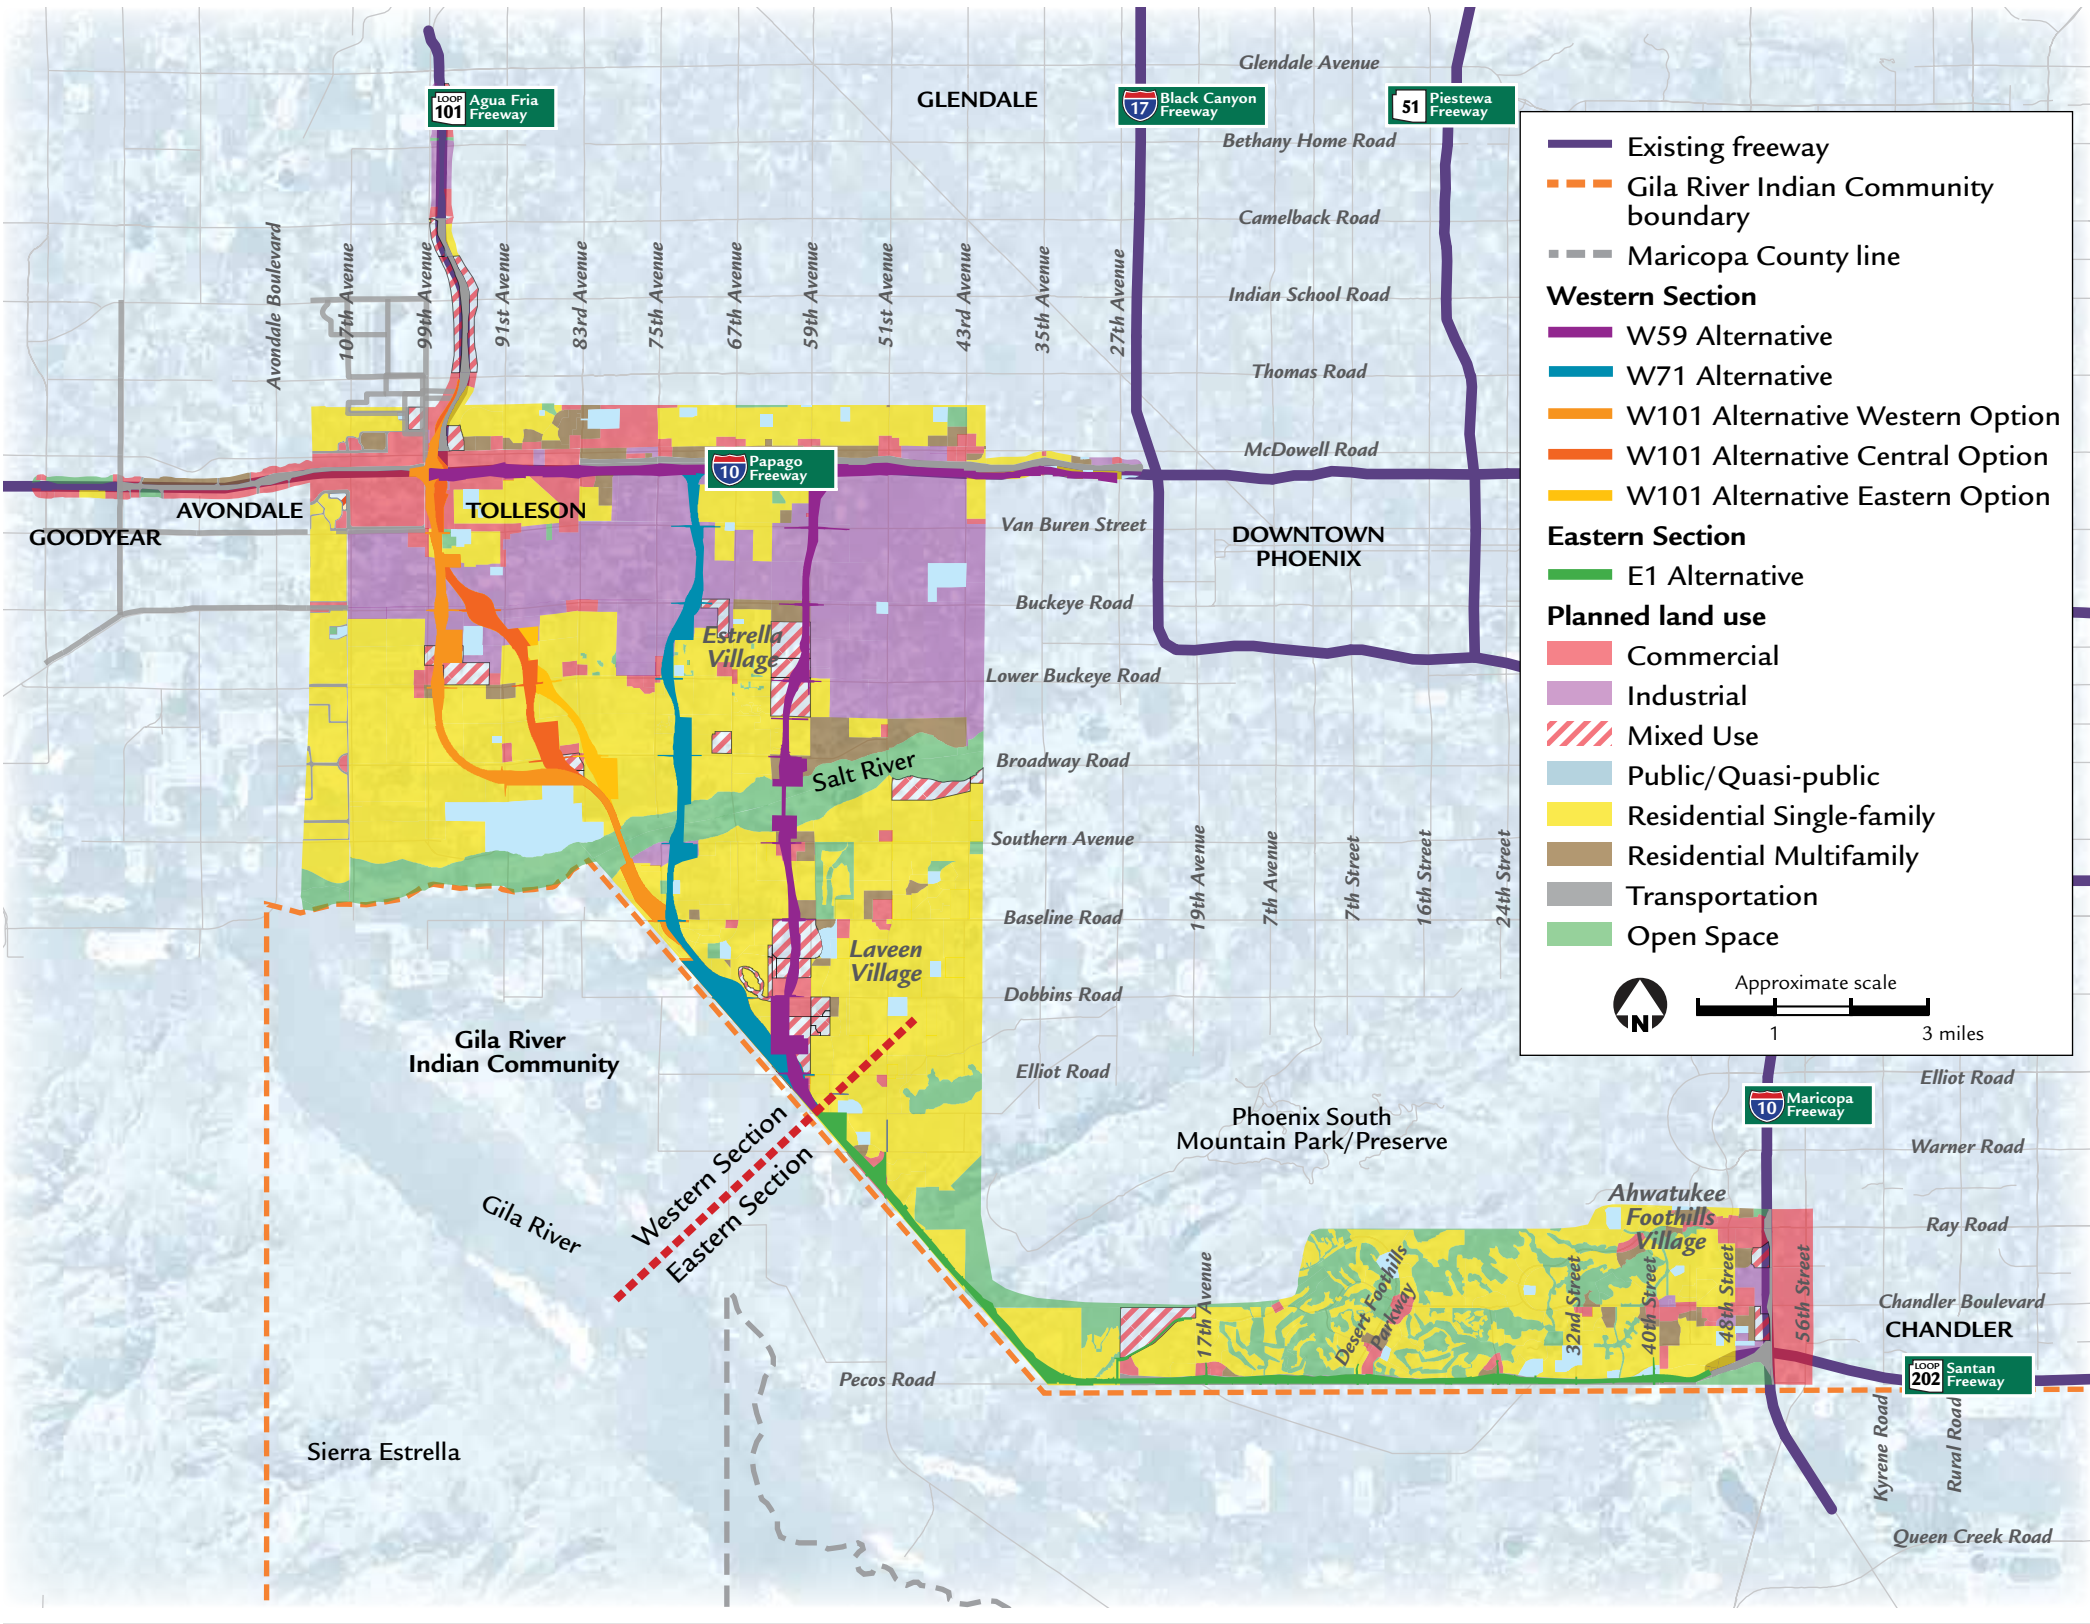 Glendale Avenue
LOOP
101
Agua Fria
Freeway
GLENDALE
17
Black Canyon
Freeway
51
Piestewa
Freeway
Bethany Home Road
Camelback Road
Indian School Road
Thomas Road
McDowell Road
Avondale Boulevard
107th Avenue
99th Avenue
91st Avenue
83rd Avenue
75th Avenue
67th Avenue
59th Avenue
51st Avenue
43rd Avenue
35th Avenue
27th Avenue
10
Papago
Freeway
AVONDALE
TOLLESON
GOODYEAR
Van Buren Street
DOWNTOWN
PHOENIX
Buckeye Road
Estrella
Village
Lower Buckeye Road
Broadway Road
Salt River
Southern Avenue
19th Avenue
7th Avenue
7th Street
16th Street
24th Street
Baseline Road
Laveen
Village
Dobbins Road
Gila River
Indian Community
Elliot Road
Western Section
Eastern Section
Gila River
Phoenix South
Mountain Park/Preserve
Pecos Road
Sierra Estrella
17th Avenue
Desert Foothills
Parkway
Ahwatukee
Foothills
Village
32nd Street
40th Street
48th Street
56th Street
10
Maricopa
Freeway
Elliot Road
Warner Road
Ray Road
Chandler Boulevard
CHANDLER
LOOP
202
Santan
Freeway
Kyrene Road
Rural Road
Queen Creek Road
Existing freeway
Gila River Indian Community
boundary
Maricopa County line
Western Section
W59 Alternative
W71 Alternative
W101 Alternative Western Option
W101 Alternative Central Option
W101 Alternative Eastern Option
Eastern Section
E1 Alternative
Planned land use
Commercial
Industrial
Mixed Use
Public/Quasi-public
Residential Single-family
Residential Multifamily
Transportation
Open Space
N
Approximate scale
1
3 miles